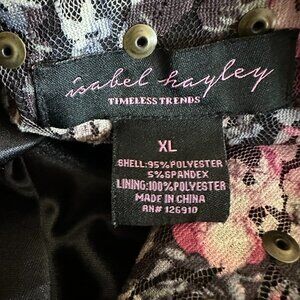 isabel hayley
TIMELESS TRENDS
XL
SHELL:95%POLYESTER
5%SPANDEX
LINING:100%POLYESTER
MADE IN CHINA
RN# 126910